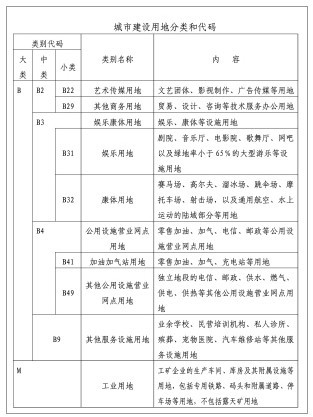 城市建设用地分类和代码
类别代码
类别名称
内 容
大类
中类
小类
B
B2
B22
艺术传媒用地
文艺团体、影视制作、广告传媒等用地
B29
其他商务用地
贸易、设计、咨询等技术服务办公用地
B3
娱乐康体用地
娱乐、康体等设施用地
B31
娱乐用地
剧院、音乐厅、电影院、歌舞厅、网吧
以及绿地率小于65%的大型游乐等设
施用地
B32
康体用地
赛马场、高尔夫、溜冰场、跳伞场、摩
托车场、射击场，以及通用航空、水上
运动的陆域部分等用地
B4
公用设施营业网点
用地
零售加油、加气、电信、邮政等公用设
施营业网点用地
B41
加油加气站用地
零售加油、加气、充电站等用地
B49
其他公用设施营业
网点用地
独立地段的电信、邮政、供水、燃气、
供电、供热等其他公用设施营业网点用
地
B9
其他服务设施用地
业余学校、民营培训机构、私人诊所、
殡葬、宠物医院、汽车维修站等其他服
务设施用地
M
工业用地
工矿企业的生产车间、库房及其附属设施等
用地，包括专用铁路、码头和附属道路、停
车场等用地，不包括露天矿用地